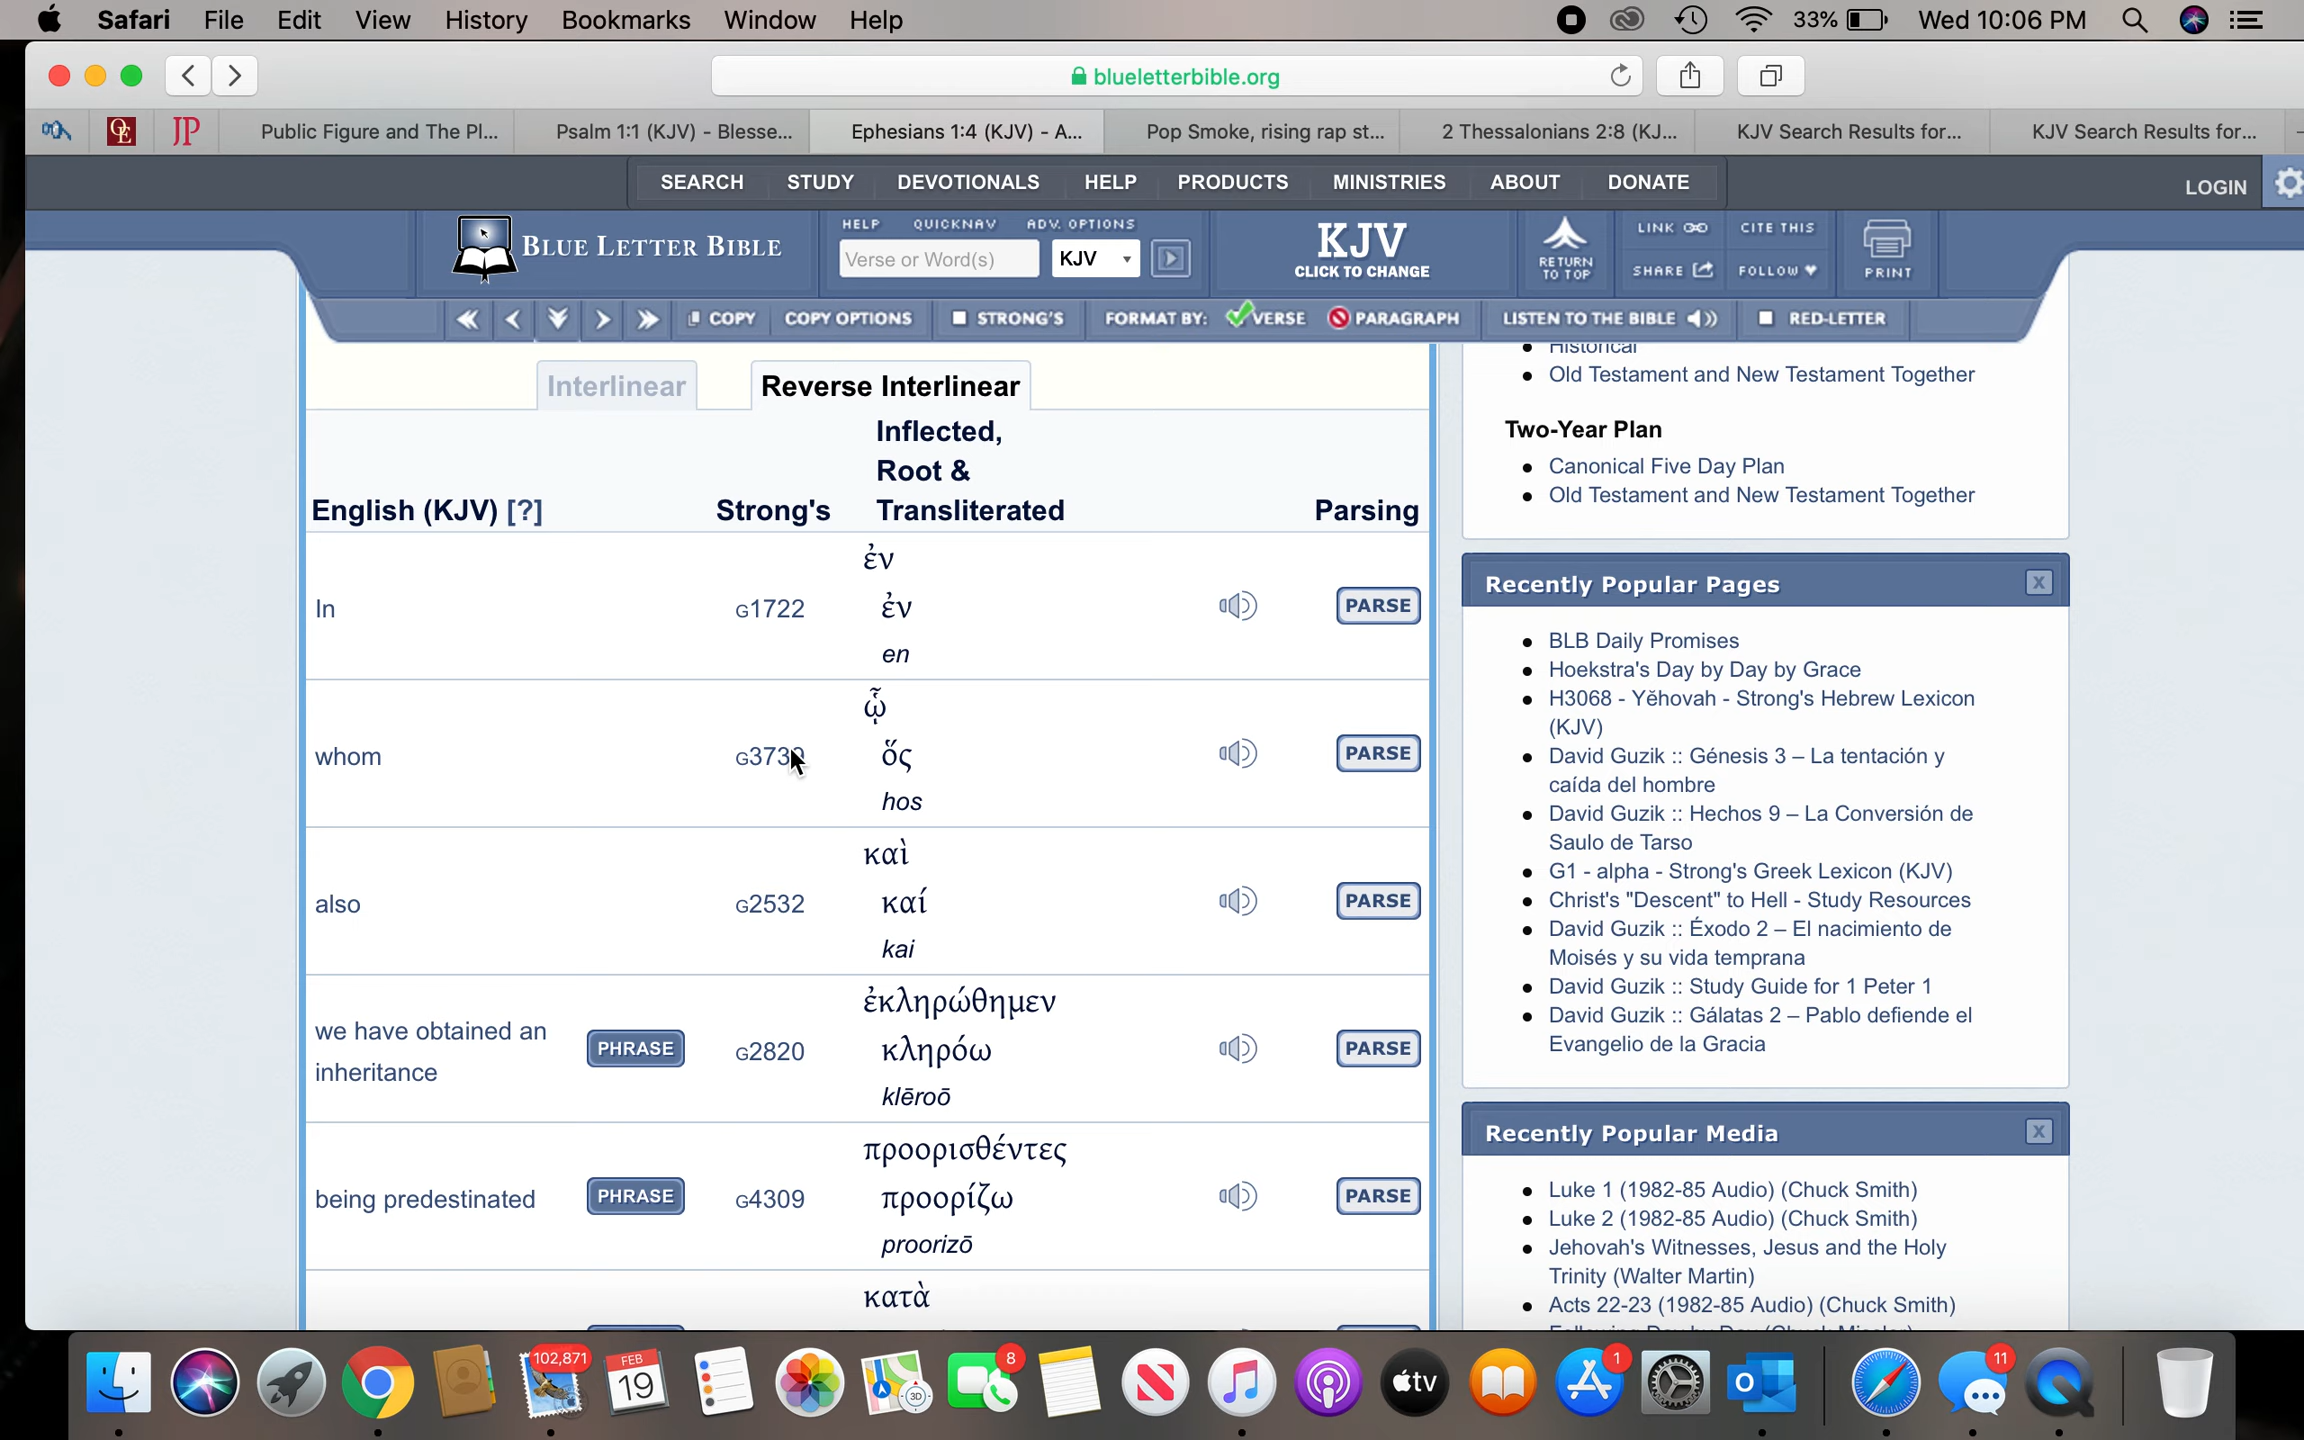 Safari File Edit View History Bookmarks Window Help 33% Wed 10:06 PM
blueletterbible.org
OE JP Public Figure and The Pl... Psalm 1:1 (KJV) - Blesse... Ephesians 1:4 (KJV) - A... Pop Smoke, rising rap st... 2 Thessalonians 2:8 (KJ... KJV Search Results for... KJV Search Results for...
SEARCH STUDY DEVOTIONALS HELP PRODUCTS MINISTRIES ABOUT DONATE LOGIN
BLUE LETTER BIBLE
HELP QUICKNAV ADV. OPTIONS
Verse or Word(s) KJV
KJV
CLICK TO CHANGE
RETURN
TO TOP
LINK CITE THIS
SHARE FOLLOW
PRINT
COPY COPY OPTIONS STRONG'S FORMAT BY: VERSE PARAGRAPH LISTEN TO THE BIBLE RED-LETTER
Interlinear Reverse Interlinear
English (KJV) [?]
Strong's
Inflected,
Root &
Transliterated
Parsing
ἐν
In G1722 ἐν PARSE
en
ᾧ
whom G3739 ὅς PARSE
hos
καὶ
also G2532 καί PARSE
kai
ἐκληρώθημεν
we have obtained an
inheritance
PHRASE G2820 κληρόω PARSE
klēroō
προορισθέντες
being predestinated PHRASE G4309 προορίζω PARSE
proorizō
κατὰ
Historical
Old Testament and New Testament Together
Two-Year Plan
Canonical Five Day Plan
Old Testament and New Testament Together
Recently Popular Pages X
BLB Daily Promises
Hoekstra's Day by Day by Grace
H3068 - Yĕhovah - Strong's Hebrew Lexicon
(KJV)
David Guzik :: Génesis 3 – La tentación y
caída del hombre
David Guzik :: Hechos 9 – La Conversión de
Saulo de Tarso
G1 - alpha - Strong's Greek Lexicon (KJV)
Christ's "Descent" to Hell - Study Resources
David Guzik :: Éxodo 2 – El nacimiento de
Moisés y su vida temprana
David Guzik :: Study Guide for 1 Peter 1
David Guzik :: Gálatas 2 – Pablo defiende el
Evangelio de la Gracia
Recently Popular Media X
Luke 1 (1982-85 Audio) (Chuck Smith)
Luke 2 (1982-85 Audio) (Chuck Smith)
Jehovah's Witnesses, Jesus and the Holy
Trinity (Walter Martin)
Acts 22-23 (1982-85 Audio) (Chuck Smith)
102,871 FEB 19 3D 8 tv 1 O 11